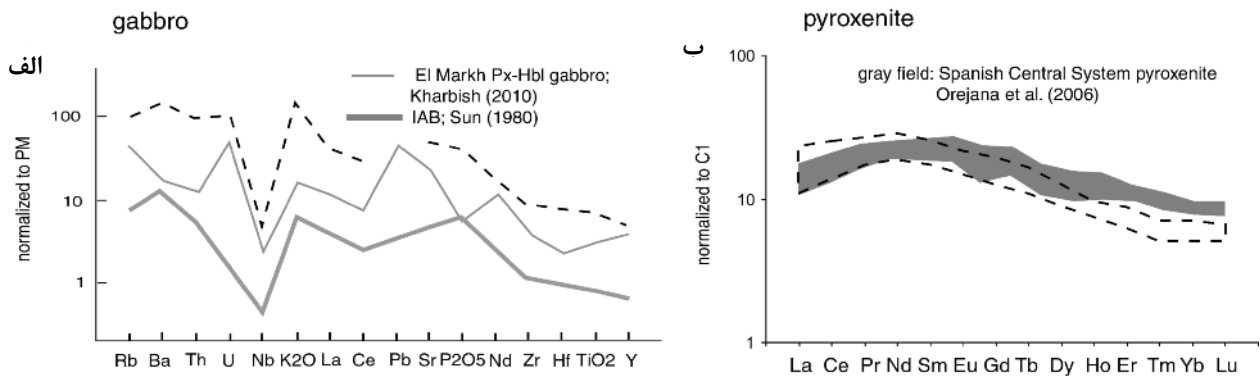 gabbro
الف
El Markh Px-Hbl gabbro;
Kharbish (2010)
IAB; Sun (1980)
normalized to PM
100
10
1
Rb Ba Th U Nb K2O La Ce Pb Sr P2O5 Nd Zr Hf TiO2 Y
pyroxenite
ب
gray field: Spanish Central System pyroxenite
Orejana et al. (2006)
normalized to C1
100
10
1
La Ce Pr Nd Sm Eu Gd Tb Dy Ho Er Tm Yb Lu